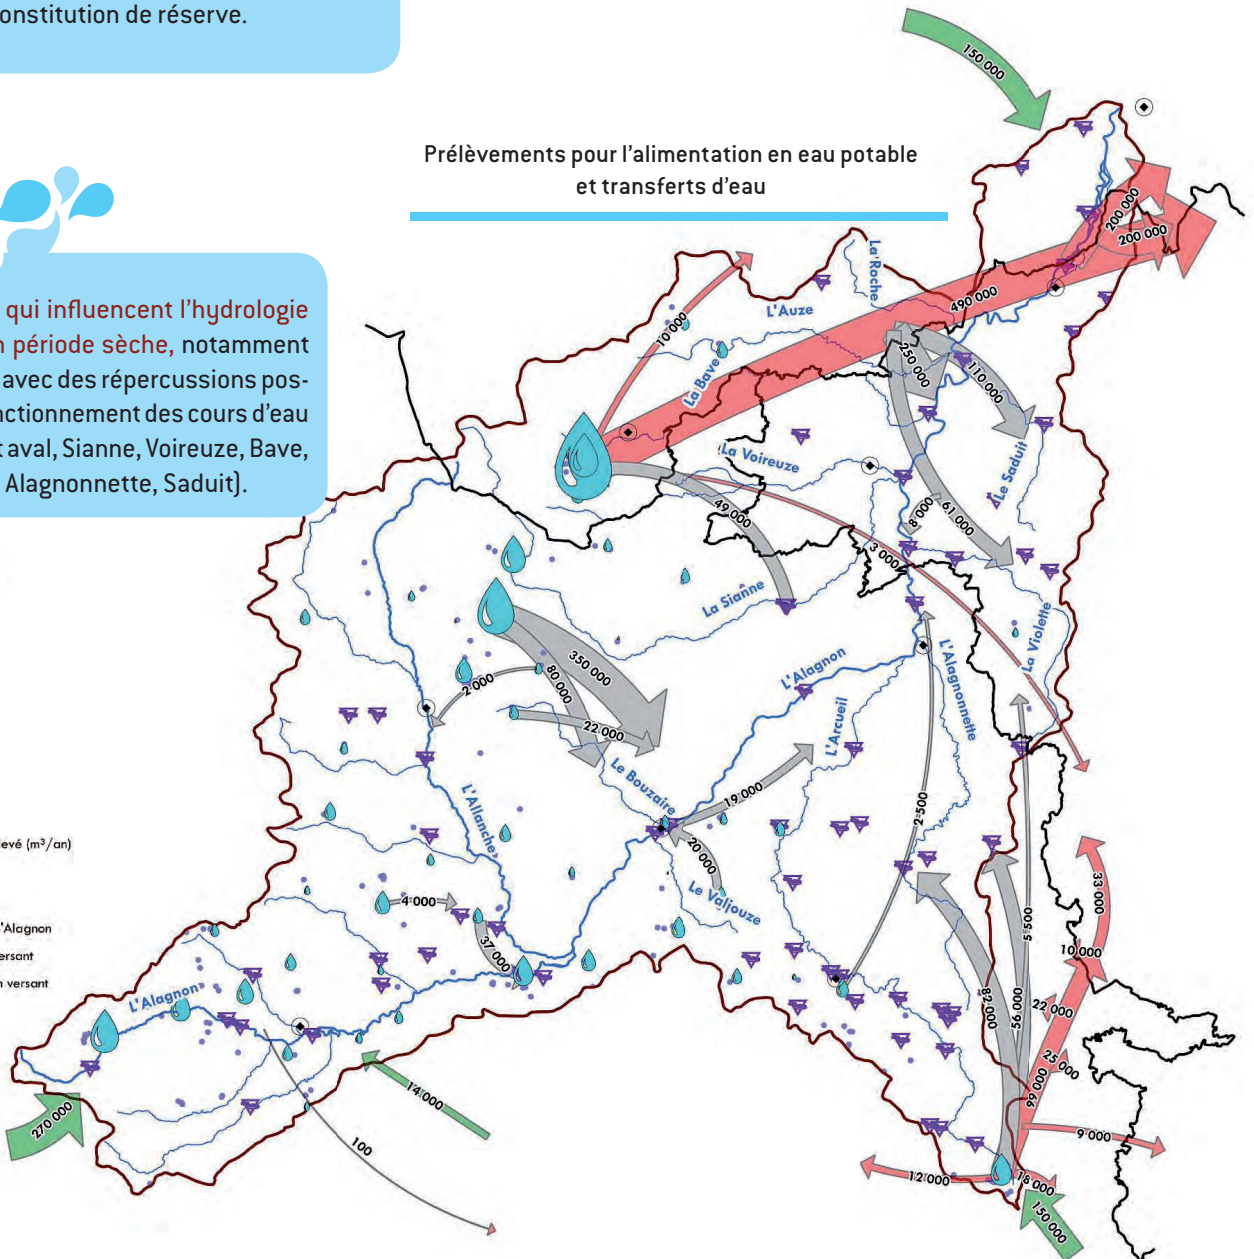 onstitution de réserve.
Prélèvements pour l'alimentation en eau potable
et transferts d'eau
qui influencent l'hydrologie
période sèche, notamment
avec des répercussions pos-
nctionnement des cours d'eau
t aval, Sianne, Voireuze, Bave,
Alagnonnette, Saduit).
levé (m³/an)
'Alagnon
ersant
n versant
150 000
200 000
200 000
490 000
La Roche
L'Auze
10 000
La Bave
250 000
110 000
La Voireuze
Le Saduit
49 000
8 000
61 000
3 000
La Sianne
La Violette
L'Alagnon
L'Alagnonnette
350 000
80 000
2 000
22 000
L'Arcueil
Le Bouzaire
19 000
L'Allanche
2 500
20 000
Le Valjouze
4 000
37 000
33 000
5 500
10 000
L'Alagnon
82 000
56 000
22 000
25 000
99 000
14 000
270 000
100
9 000
12 000
18 000
150 000